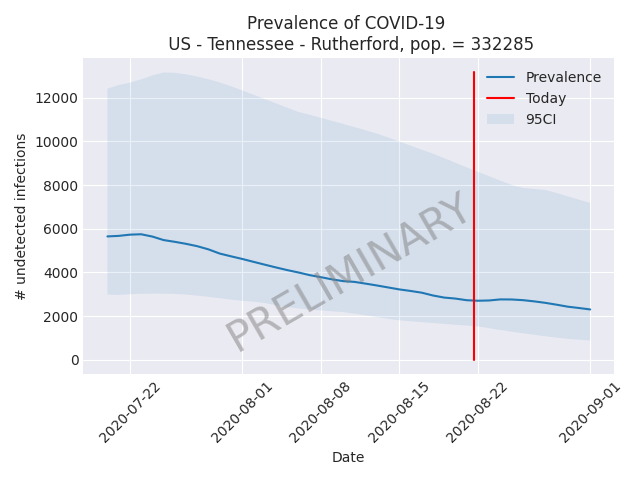 Prevalence of COVID-19
US - Tennessee - Rutherford, pop. = 332285
Prevalence
Today
95CI
12000
10000
8000
6000
4000
2000
0
# undetected infections
PRELIMINARY
2020-07-22
2020-08-01
2020-08-08
2020-08-15
2020-08-22
2020-09-01
Date